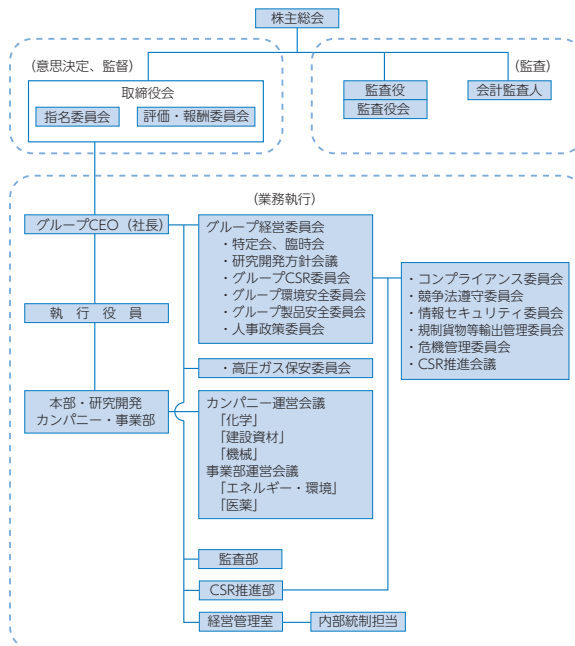 株主総会
（意思決定、監督）
取締役会
指名委員会
評価・報酬委員会
（監査）
監査役
監査役会
会計監査人
（業務執行）
グループCEO（社長）
執行役員
本部・研究開発
カンパニー・事業部
グループ経営委員会
・特定会、臨時会
・研究開発方針会議
・グループCSR委員会
・グループ環境安全委員会
・グループ製品安全委員会
・人事政策委員会
・コンプライアンス委員会
・競争法遵守委員会
・情報セキュリティ委員会
・規制貨物等輸出管理委員会
・危機管理委員会
・CSR推進会議
・高圧ガス保安委員会
カンパニー運営会議
「化学」
「建設資材」
「機械」
事業部運営会議
「エネルギー・環境」
「医薬」
監査部
CSR推進部
経営管理室
内部統制担当